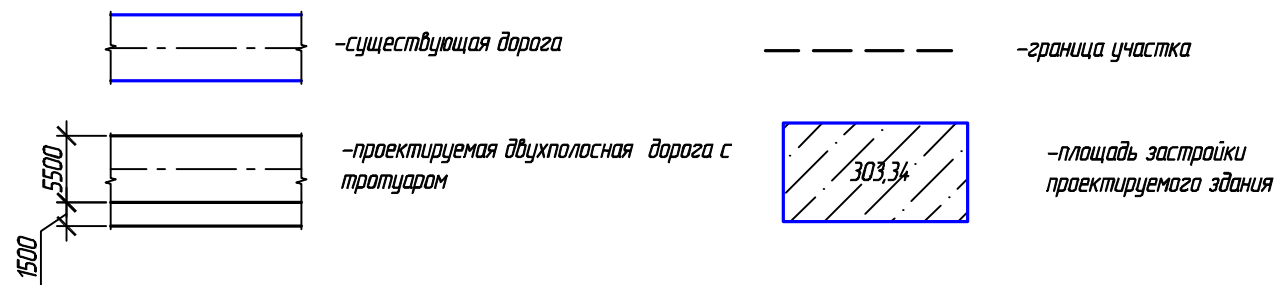 -существующая дорога
-граница участка
5500
-проектируемая двухполосная дорога с
тротуаром
1500
303,34
-площадь застройки
проектируемого здания